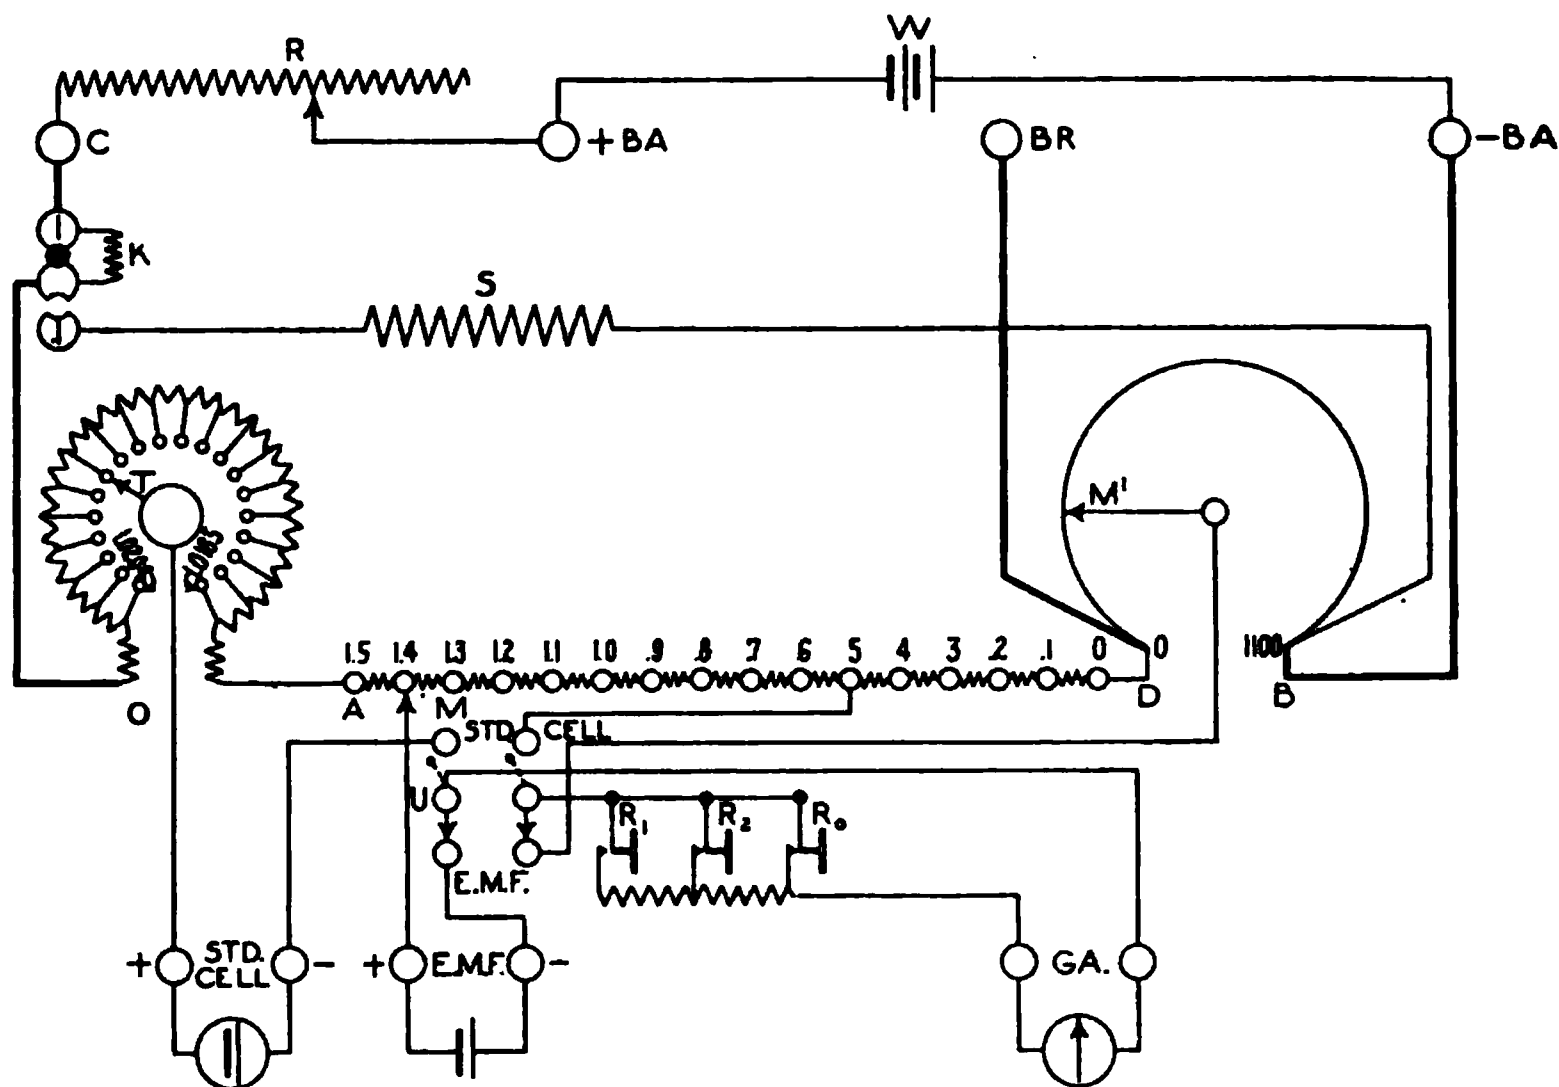 W
R
C
+BA
BR
-BA
1
K
S
T
M'
1.5 1.4 1.3 1.2 1.1 1.0 .9 .8 .7 .6 .5 .4 .3 .2 .1 0 0 1100
O A M D B
STD. CELL
U
R₁ R₂ R₀
E.M.F.
+ STD. CELL - + E.M.F. - GA.